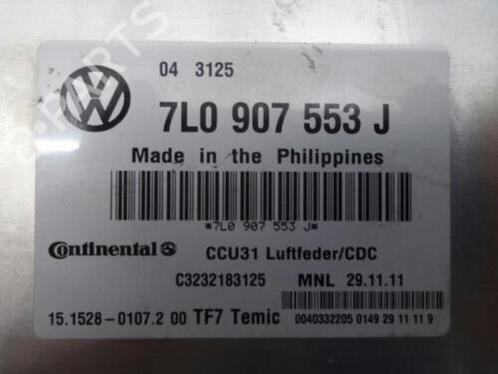 04 3125
7L0 907 553 J
Made in the Philippines
*7L0 907 553 J*
Continental CCU31 Luftfeder/CDC
C3232183125 MNL 29.11.11
15.1528-0107.2 00 TF7 Temic 0040332205 0149 29 11 11 9